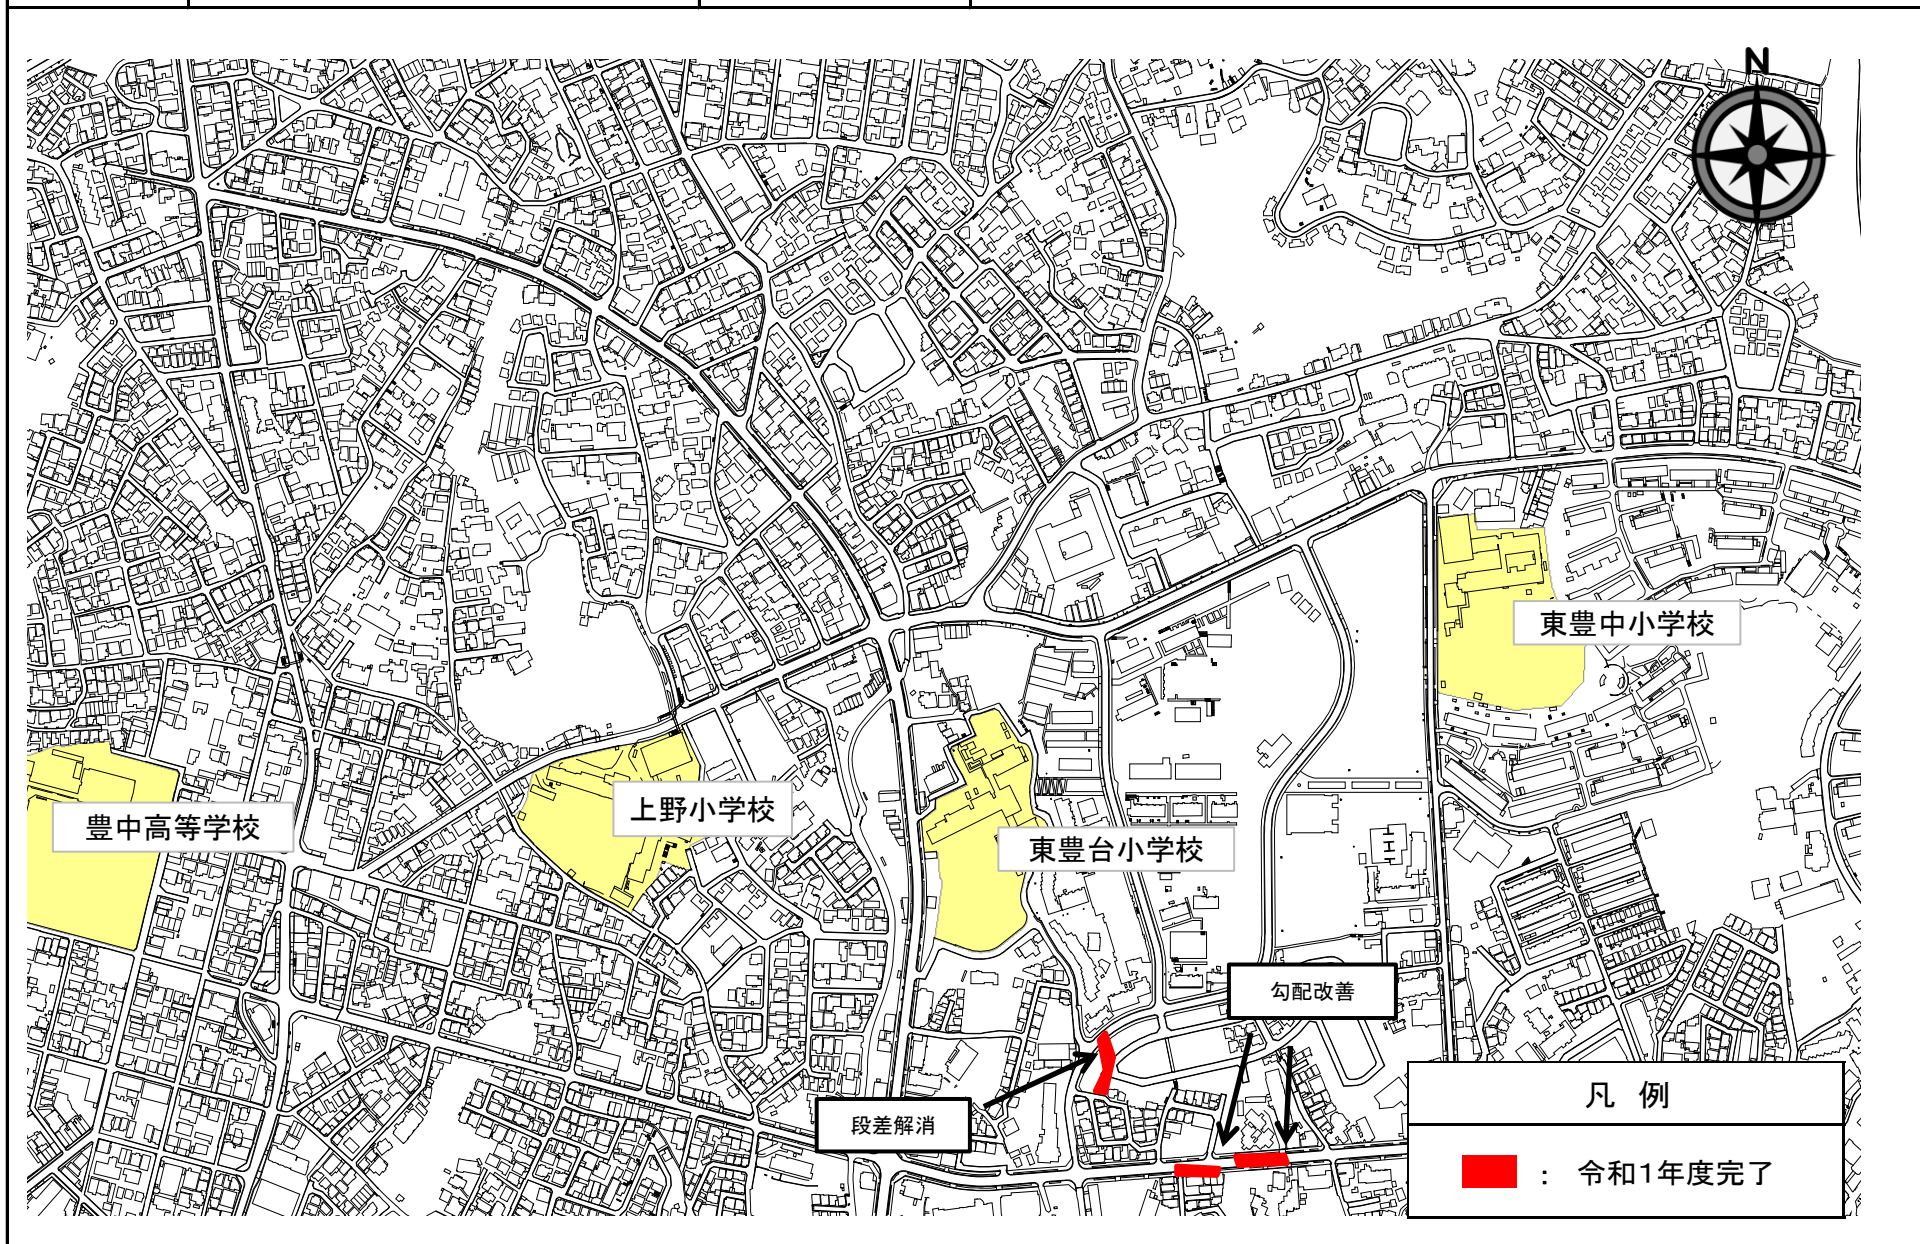 N
東豊中小学校
上野小学校
豊中高等学校
東豊台小学校
勾配改善
段差解消
凡 例
： 令和1年度完了